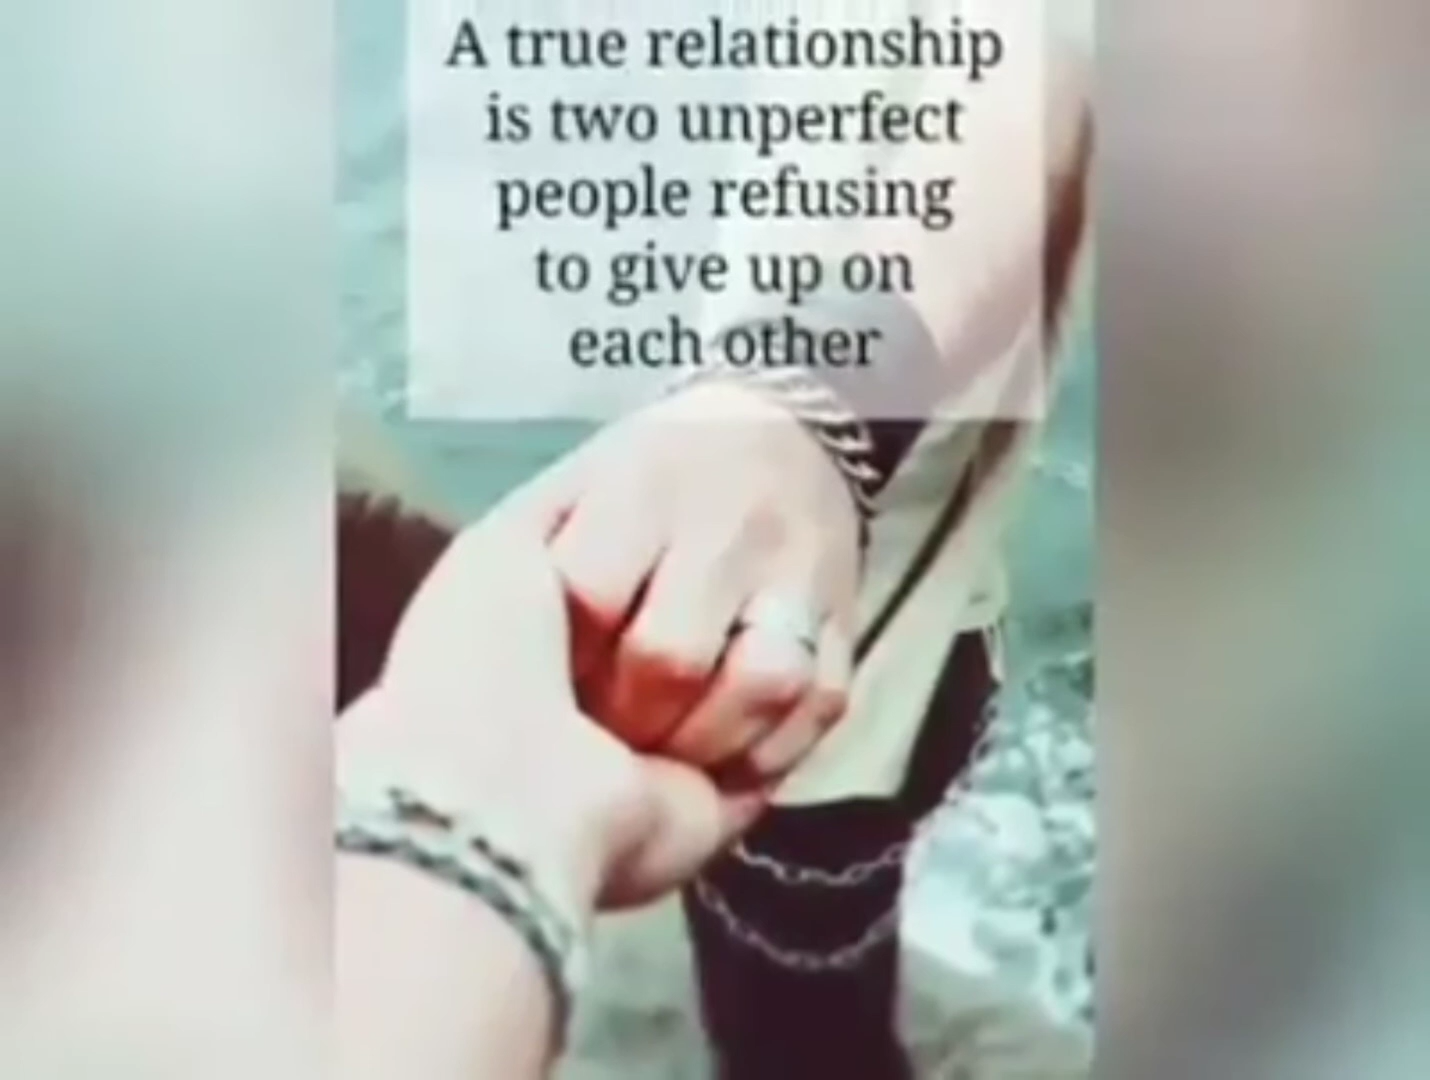 A true relationship
is two unperfect
people refusing
to give up on
each other